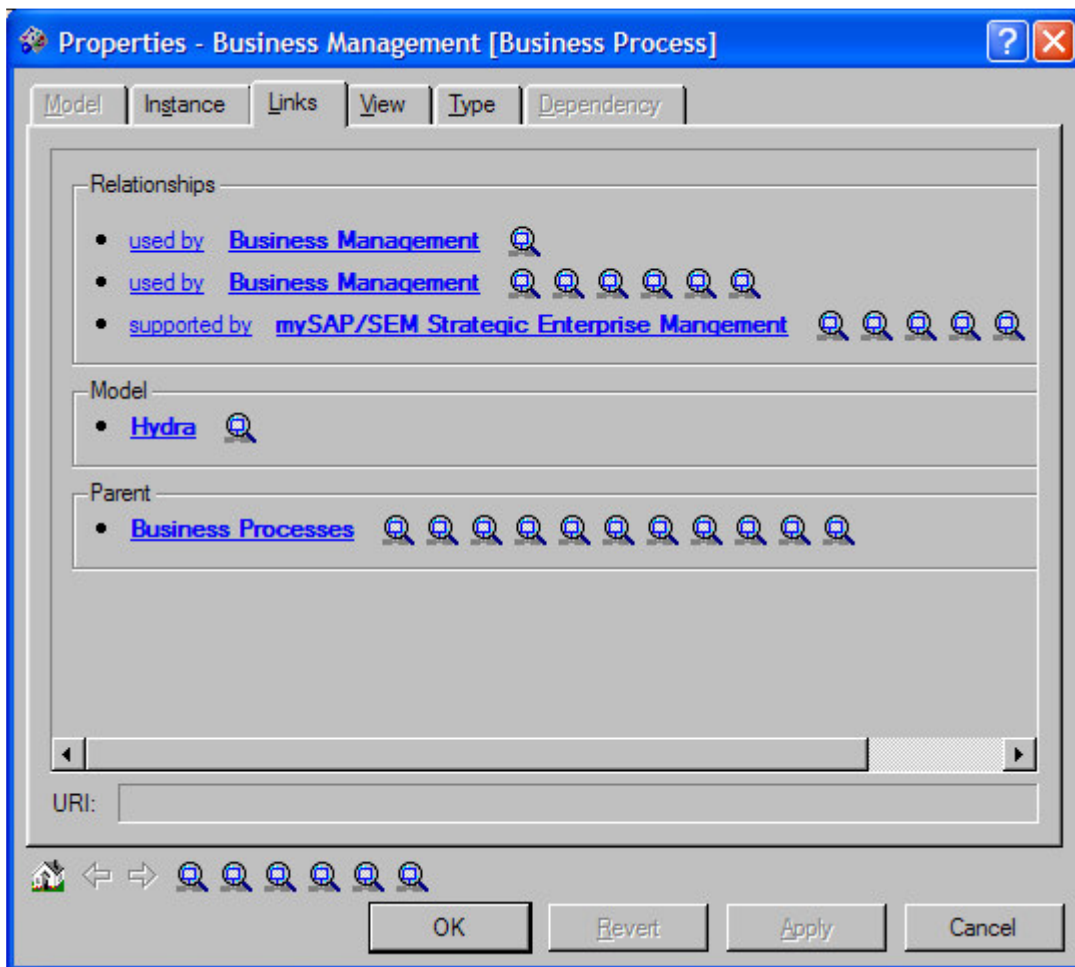 Properties - Business Management [Business Process]
Model Instance Links View Type Dependency
Relationships
used by Business Management
used by Business Management
supported by mySAP/SEM Strategic Enterprise Mangement
Model
Hydra
Parent
Business Processes
URI:
OK Revert Apply Cancel